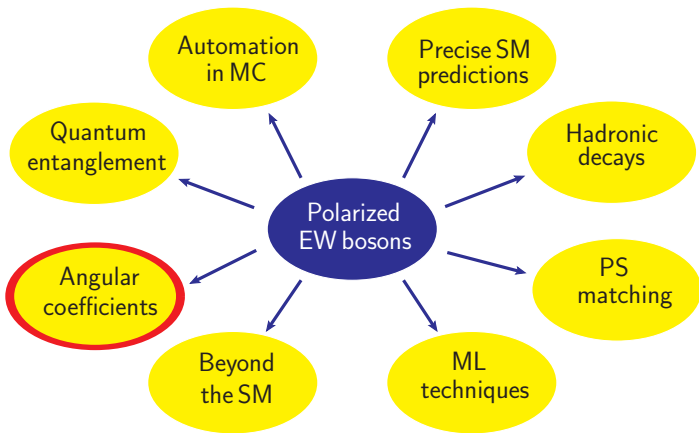 Automation
in MC
Precise SM
predictions
Quantum
entanglement
Hadronic
decays
Polarized
EW bosons
Angular
coefficients
PS
matching
Beyond
the SM
ML
techniques